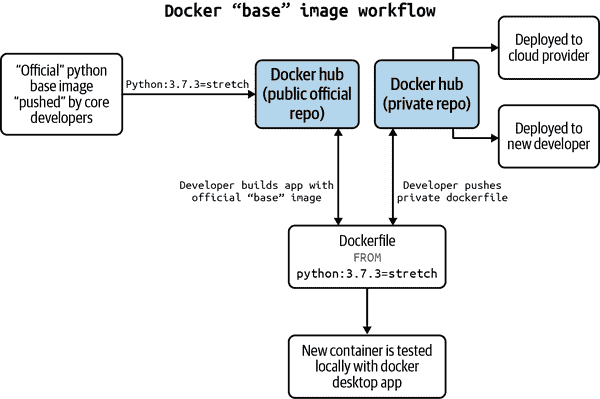 Docker “base” image workflow
“Official” python
base image
“pushed” by core
developers
Python:3.7.3=stretch
Docker hub
(public official
repo)
Docker hub
(private repo)
Deployed to
cloud provider
Deployed to
new developer
Developer builds app with
official “base” image
Developer pushes
private dockerfile
Dockerfile
FROM
python:3.7.3=stretch
New container is tested
locally with docker
desktop app